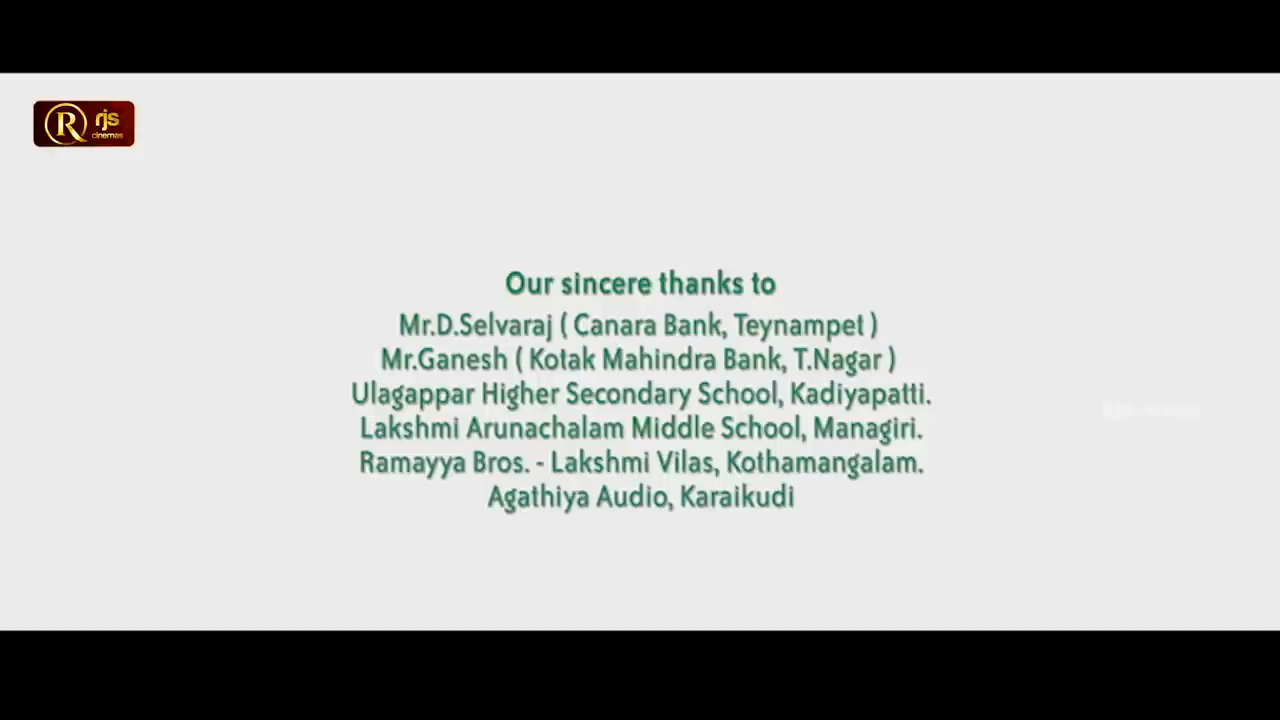 R rjs
cinemas
Our sincere thanks to
Mr.D.Selvaraj ( Canara Bank, Teynampet )
Mr.Ganesh ( Kotak Mahindra Bank, T.Nagar )
Ulagappar Higher Secondary School, Kadiyapatti.
Lakshmi Arunachalam Middle School, Managiri.
Ramayya Bros. - Lakshmi Vilas, Kothamangalam.
Agathiya Audio, Karaikudi